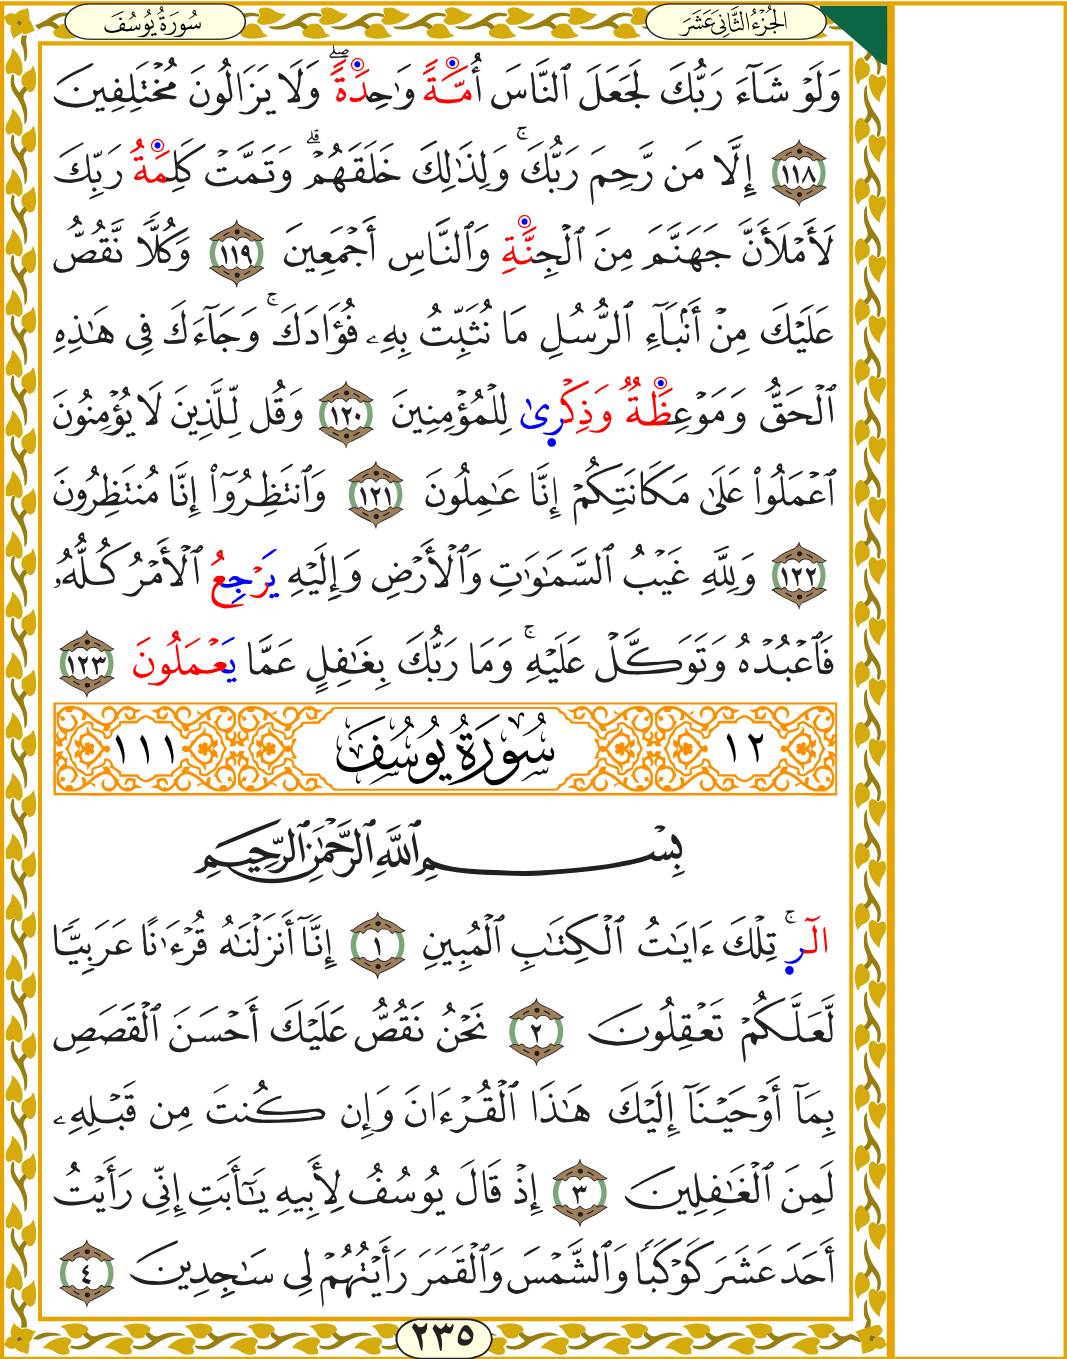 سُورَةُ يُوسُفَ
الجُزْءُ الثَّانِيَ عَشَرَ
وَلَوْ شَآءَ رَبُّكَ لَجَعَلَ ٱلنَّاسَ أُمَّةً وَٰحِدَةًۖ وَلَا يَزَالُونَ مُخْتَلِفِينَ
١١٨ إِلَّا مَن رَّحِمَ رَبُّكَۚ وَلِذَٰلِكَ خَلَقَهُمْۗ وَتَمَّتْ كَلِمَةُ رَبِّكَ
لَأَمْلَأَنَّ جَهَنَّمَ مِنَ ٱلْجِنَّةِ وَٱلنَّاسِ أَجْمَعِينَ ١١٩ وَكُلًّا نَّقُصُّ
عَلَيْكَ مِنْ أَنۢبَآءِ ٱلرُّسُلِ مَا نُثَبِّتُ بِهِۦ فُؤَادَكَۚ وَجَآءَكَ فِى هَٰذِهِ
ٱلْحَقُّ وَمَوْعِظَةٌ وَذِكْرَىٰ لِلْمُؤْمِنِينَ ١٢٠ وَقُل لِّلَّذِينَ لَا يُؤْمِنُونَ
ٱعْمَلُوا۟ عَلَىٰ مَكَانَتِكُمْ إِنَّا عَٰمِلُونَ ١٢١ وَٱنتَظِرُوٓا۟ إِنَّا مُنتَظِرُونَ
١٢٢ وَلِلَّهِ غَيْبُ ٱلسَّمَٰوَٰتِ وَٱلْأَرْضِ وَإِلَيْهِ يَرْجِعُ ٱلْأَمْرُ كُلُّهُۥ
فَٱعْبُدْهُ وَتَوَكَّلْ عَلَيْهِۚ وَمَا رَبُّكَ بِغَٰفِلٍ عَمَّا يَعْمَلُونَ ١٢٣
١٢ سُورَةُ يُوسُفَ ١١١
بِسْمِ ٱللَّهِ ٱلرَّحْمَٰنِ ٱلرَّحِيمِ
الٓرۚ تِلْكَ ءَايَٰتُ ٱلْكِتَٰبِ ٱلْمُبِينِ ١ إِنَّآ أَنزَلْنَٰهُ قُرْءَٰنًا عَرَبِيًّا
لَّعَلَّكُمْ تَعْقِلُونَ ٢ نَحْنُ نَقُصُّ عَلَيْكَ أَحْسَنَ ٱلْقَصَصِ
بِمَآ أَوْحَيْنَآ إِلَيْكَ هَٰذَا ٱلْقُرْءَانَ وَإِن كُنتَ مِن قَبْلِهِۦ
لَمِنَ ٱلْغَٰفِلِينَ ٣ إِذْ قَالَ يُوسُفُ لِأَبِيهِ يَٰٓأَبَتِ إِنِّى رَأَيْتُ
أَحَدَ عَشَرَ كَوْكَبًا وَٱلشَّمْسَ وَٱلْقَمَرَ رَأَيْتُهُمْ لِى سَٰجِدِينَ ٤
٢٣٥